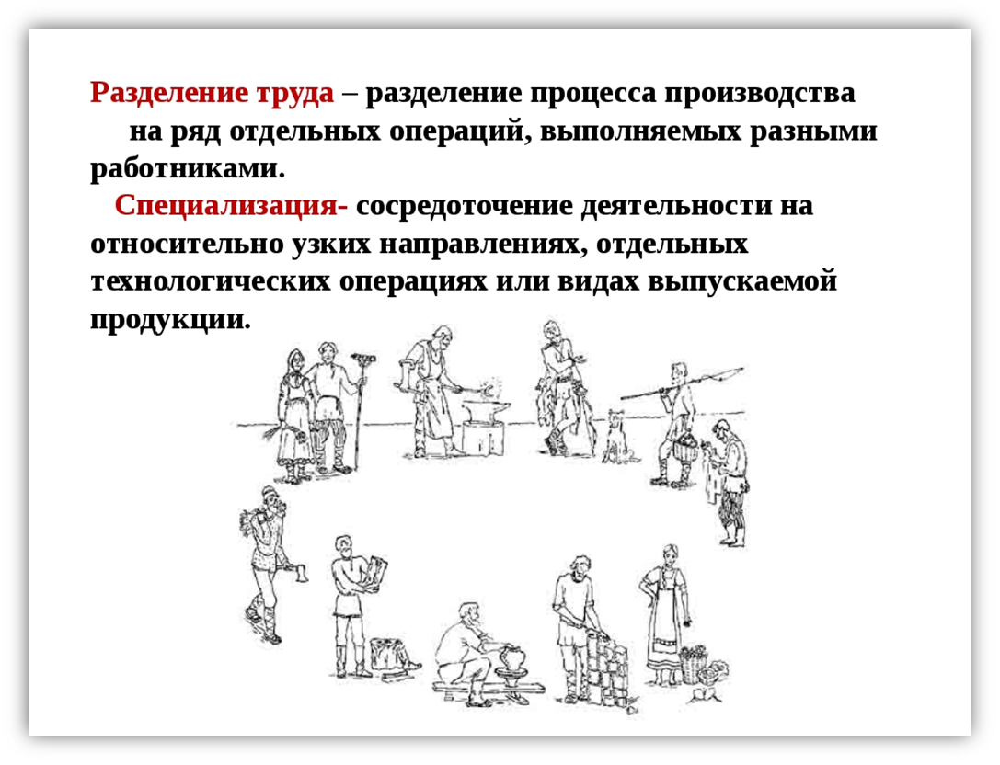 Разделение труда – разделение процесса производства
на ряд отдельных операций, выполняемых разными
работниками.
Специализация- сосредоточение деятельности на
относительно узких направлениях, отдельных
технологических операциях или видах выпускаемой
продукции.